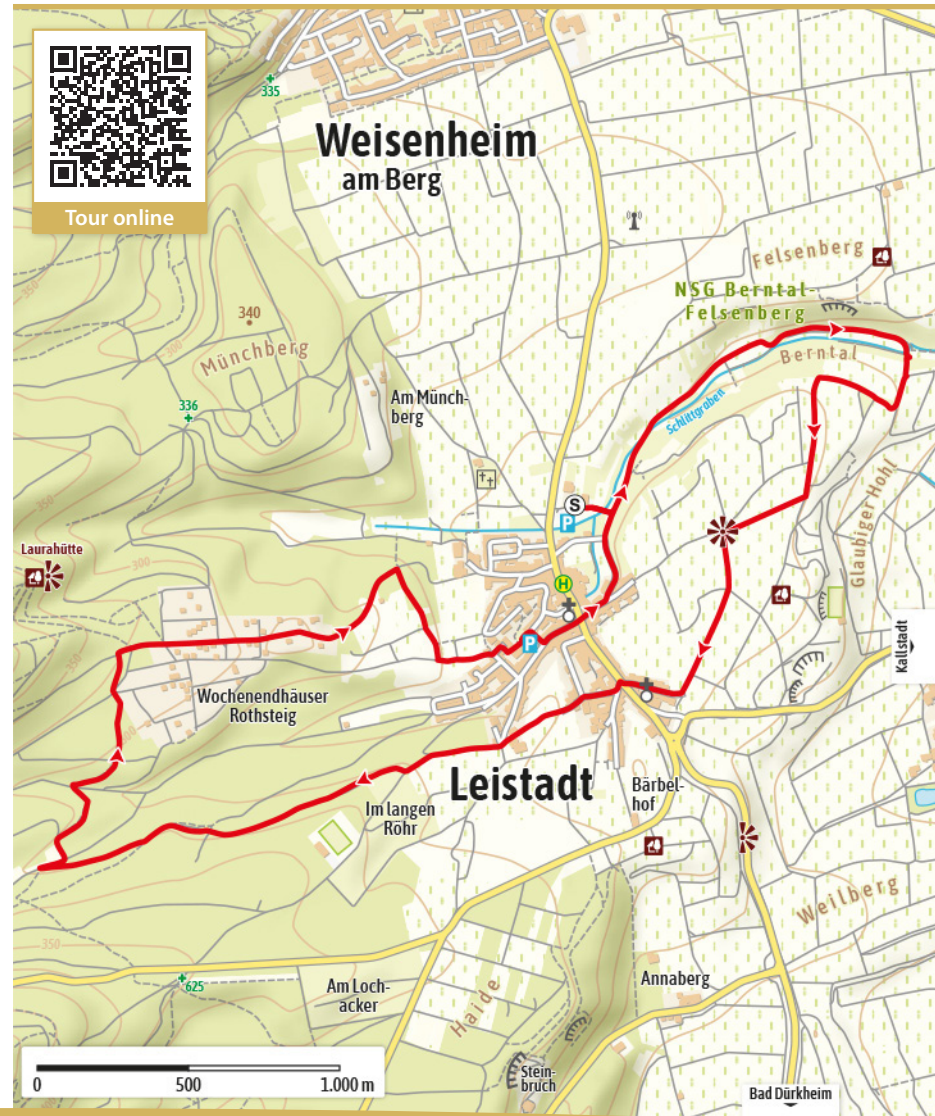 335
Weisenheim
am Berg
Tour online
350
Felsenberg
NSG Berntal-
Felsenberg
340
Münchberg
300
Berntal
Am Münch-
berg
336
Schlittgraben
S
P
Glaubiger Hohl
Laurahütte
300
H
Kallstadt
P
350
Wochenendhäuser
Rothsteig
Leistadt
Bärbel-
hof
Im langen
Röhr
Weilberg
350
625
Am Loch-
acker
Haide
Annaberg
0
500
1.000 m
Stein-
bruch
Bad Dürkheim